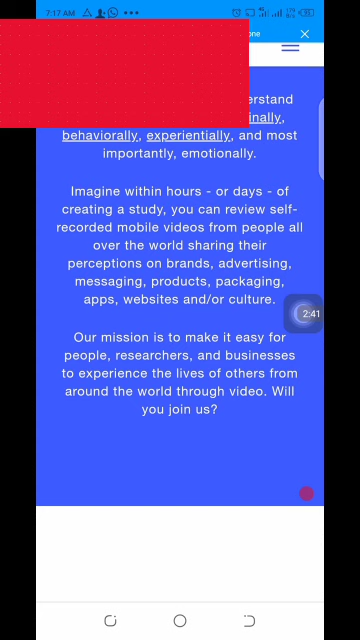 7:17 AM
one
erstand
inally,
behaviorally, experientially, and most
importantly, emotionally.
Imagine within hours - or days - of
creating a study, you can review self-
recorded mobile videos from people all
over the world sharing their
perceptions on brands, advertising,
messaging, products, packaging,
apps, websites and/or culture.
2:41
Our mission is to make it easy for
people, researchers, and businesses
to experience the lives of others from
around the world through video. Will
you join us?